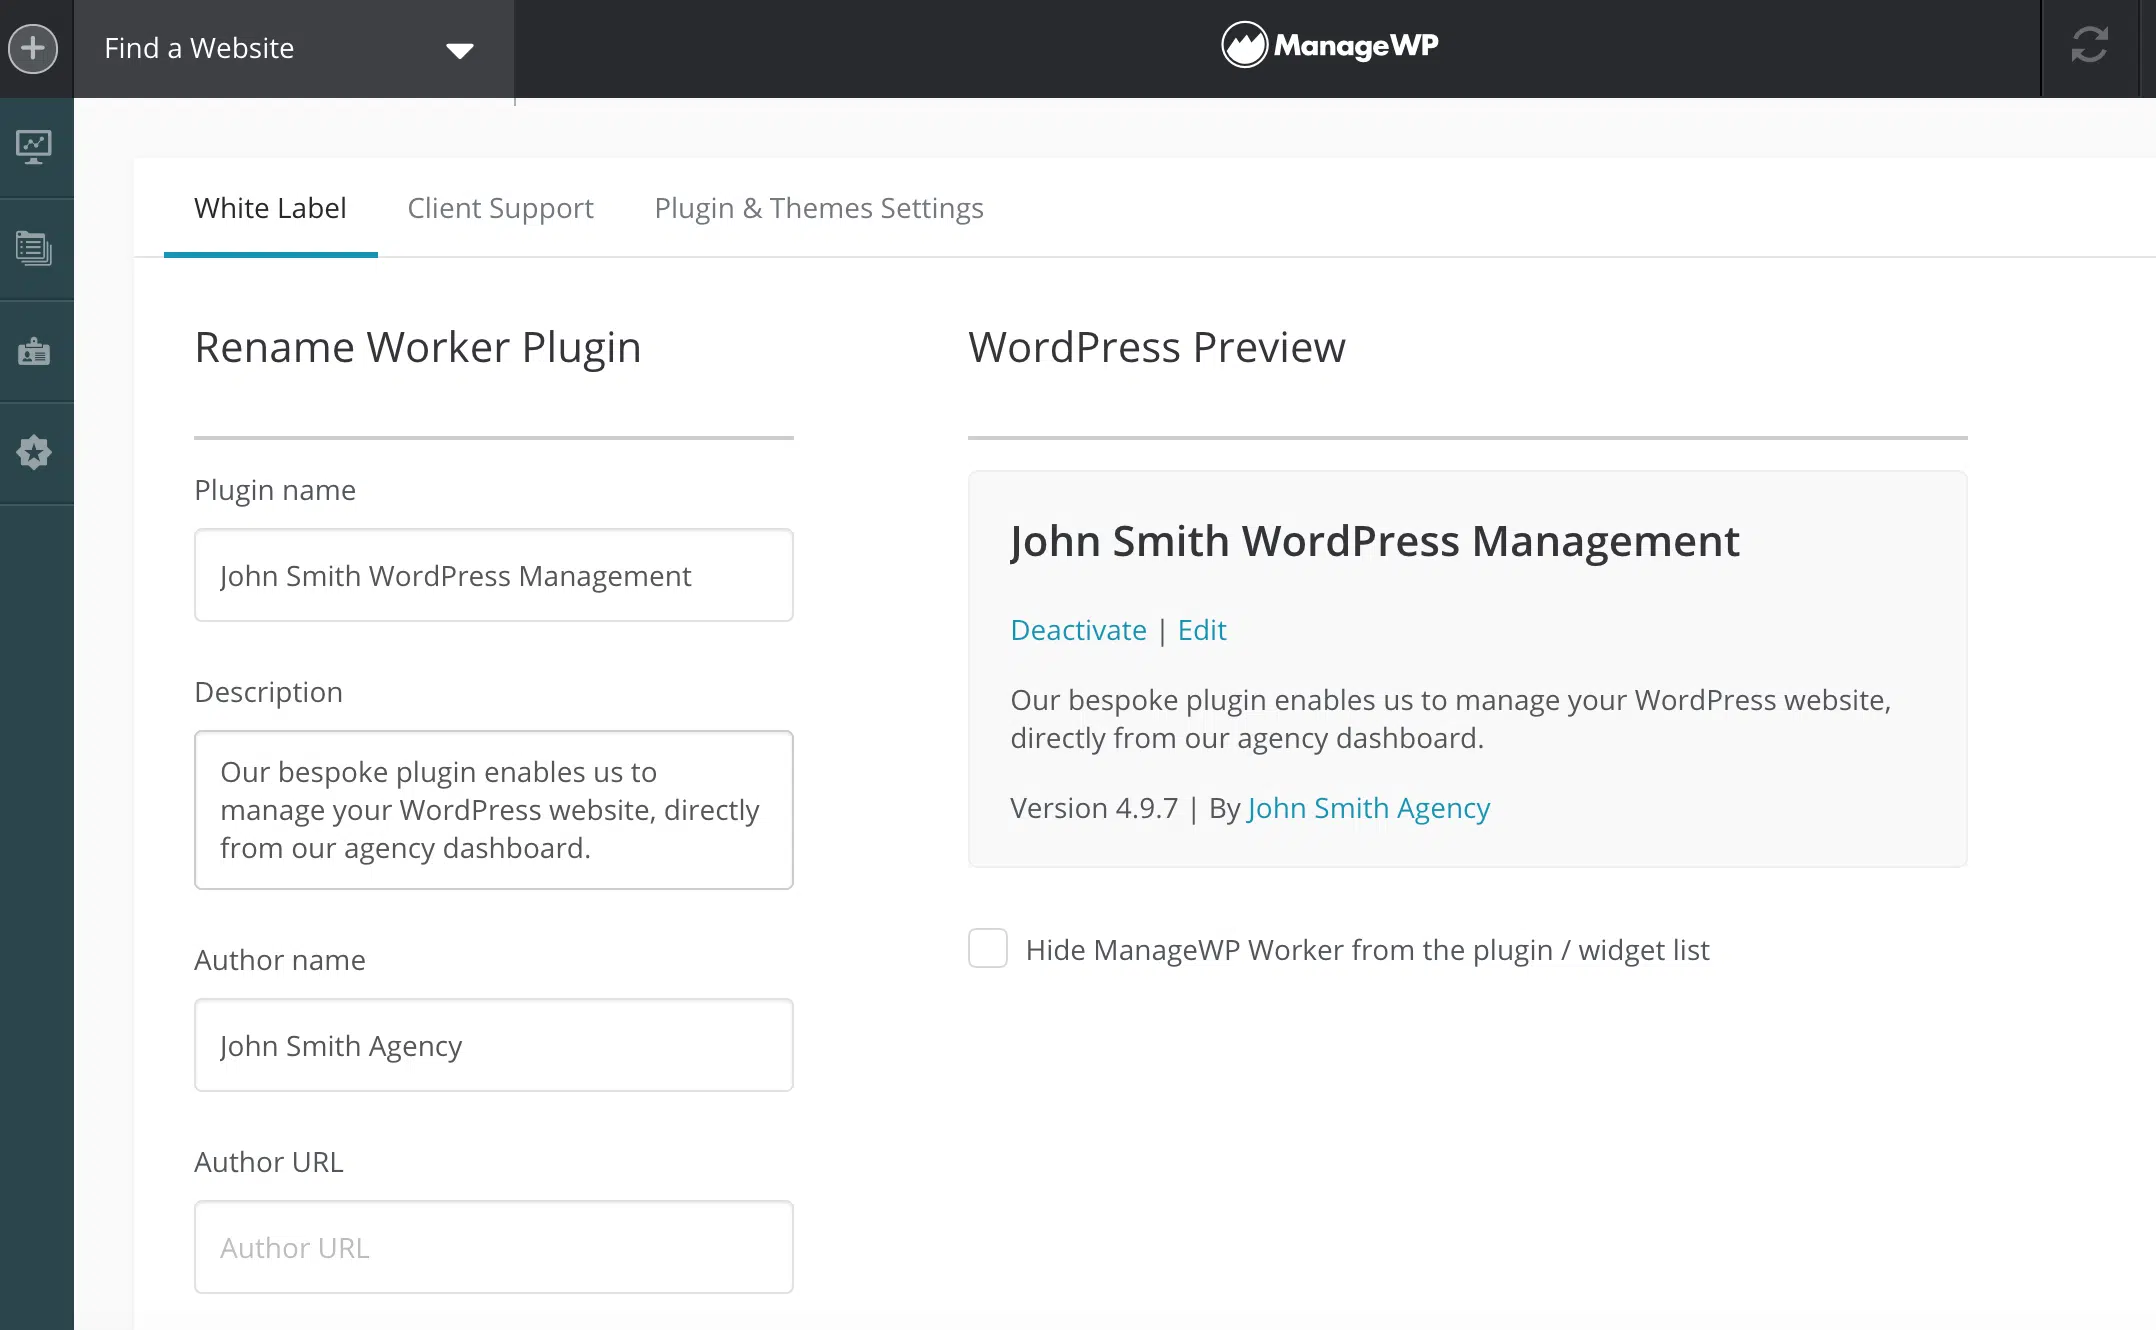 Find a Website
ManageWP
White Label
Client Support
Plugin & Themes Settings
Rename Worker Plugin
Plugin name
John Smith WordPress Management
Description
Our bespoke plugin enables us to
manage your WordPress website, directly
from our agency dashboard.
Author name
John Smith Agency
Author URL
Author URL
WordPress Preview
John Smith WordPress Management
Deactivate | Edit
Our bespoke plugin enables us to manage your WordPress website,
directly from our agency dashboard.
Version 4.9.7 | By John Smith Agency
Hide ManageWP Worker from the plugin / widget list